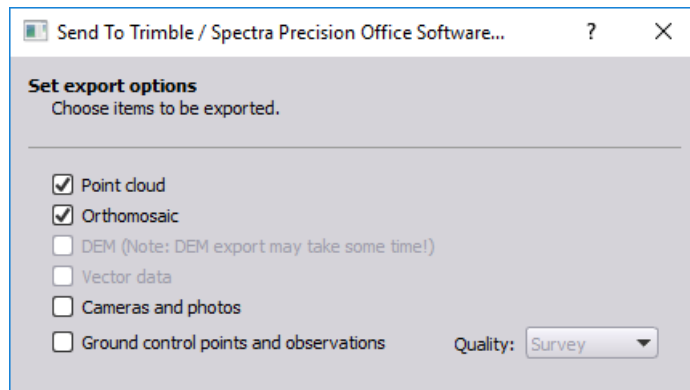 Send To Trimble / Spectra Precision Office Software...
Set export options
Choose items to be exported.
Point cloud
Orthomosaic
DEM (Note: DEM export may take some time!)
Vector data
Cameras and photos
Ground control points and observations Quality: Survey